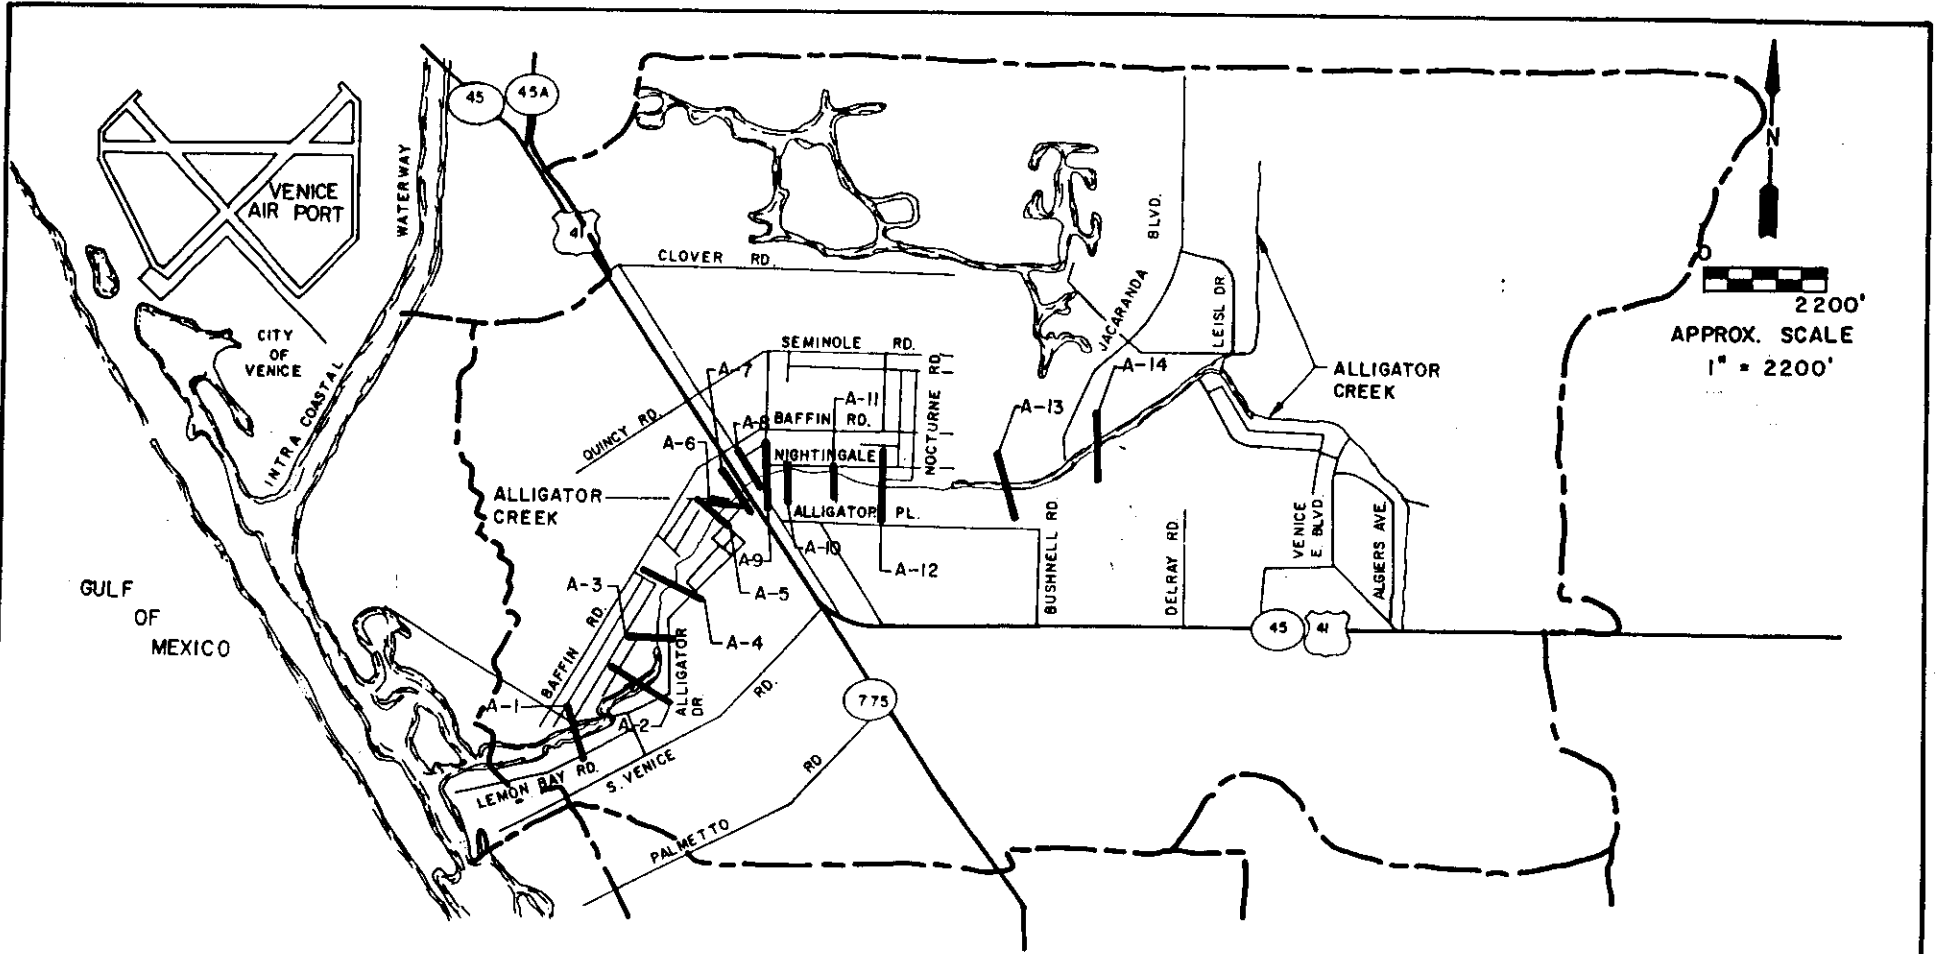 45
45A
N
VENICE
AIR PORT
WATERWAY
41
BLVD.
CLOVER RD.
0
2200'
APPROX. SCALE
1" = 2200'
JACARANDA
LEISL DR
CITY
OF
VENICE
SEMINOLE RD.
A-7
A-14
ALLIGATOR
CREEK
INTRA COASTAL
A-11
A-13
NOCTURNE RD
QUINCY RD.
A-8
BAFFIN RD.
A-6
NIGHTINGALE
ALLIGATOR
CREEK
ALLIGATOR PL.
BUSHNELL RD
DELRAY RD
VENICE
E. BLVD.
ALGIERS AVE.
A-9
A-10
A-12
A-3
A-5
GULF
OF
MEXICO
45
41
A-4
BAFFIN RD.
ALLIGATOR
DR.
775
A-1
A-2
LEMON BAY RD.
S. VENICE RD.
PALMETTO RD